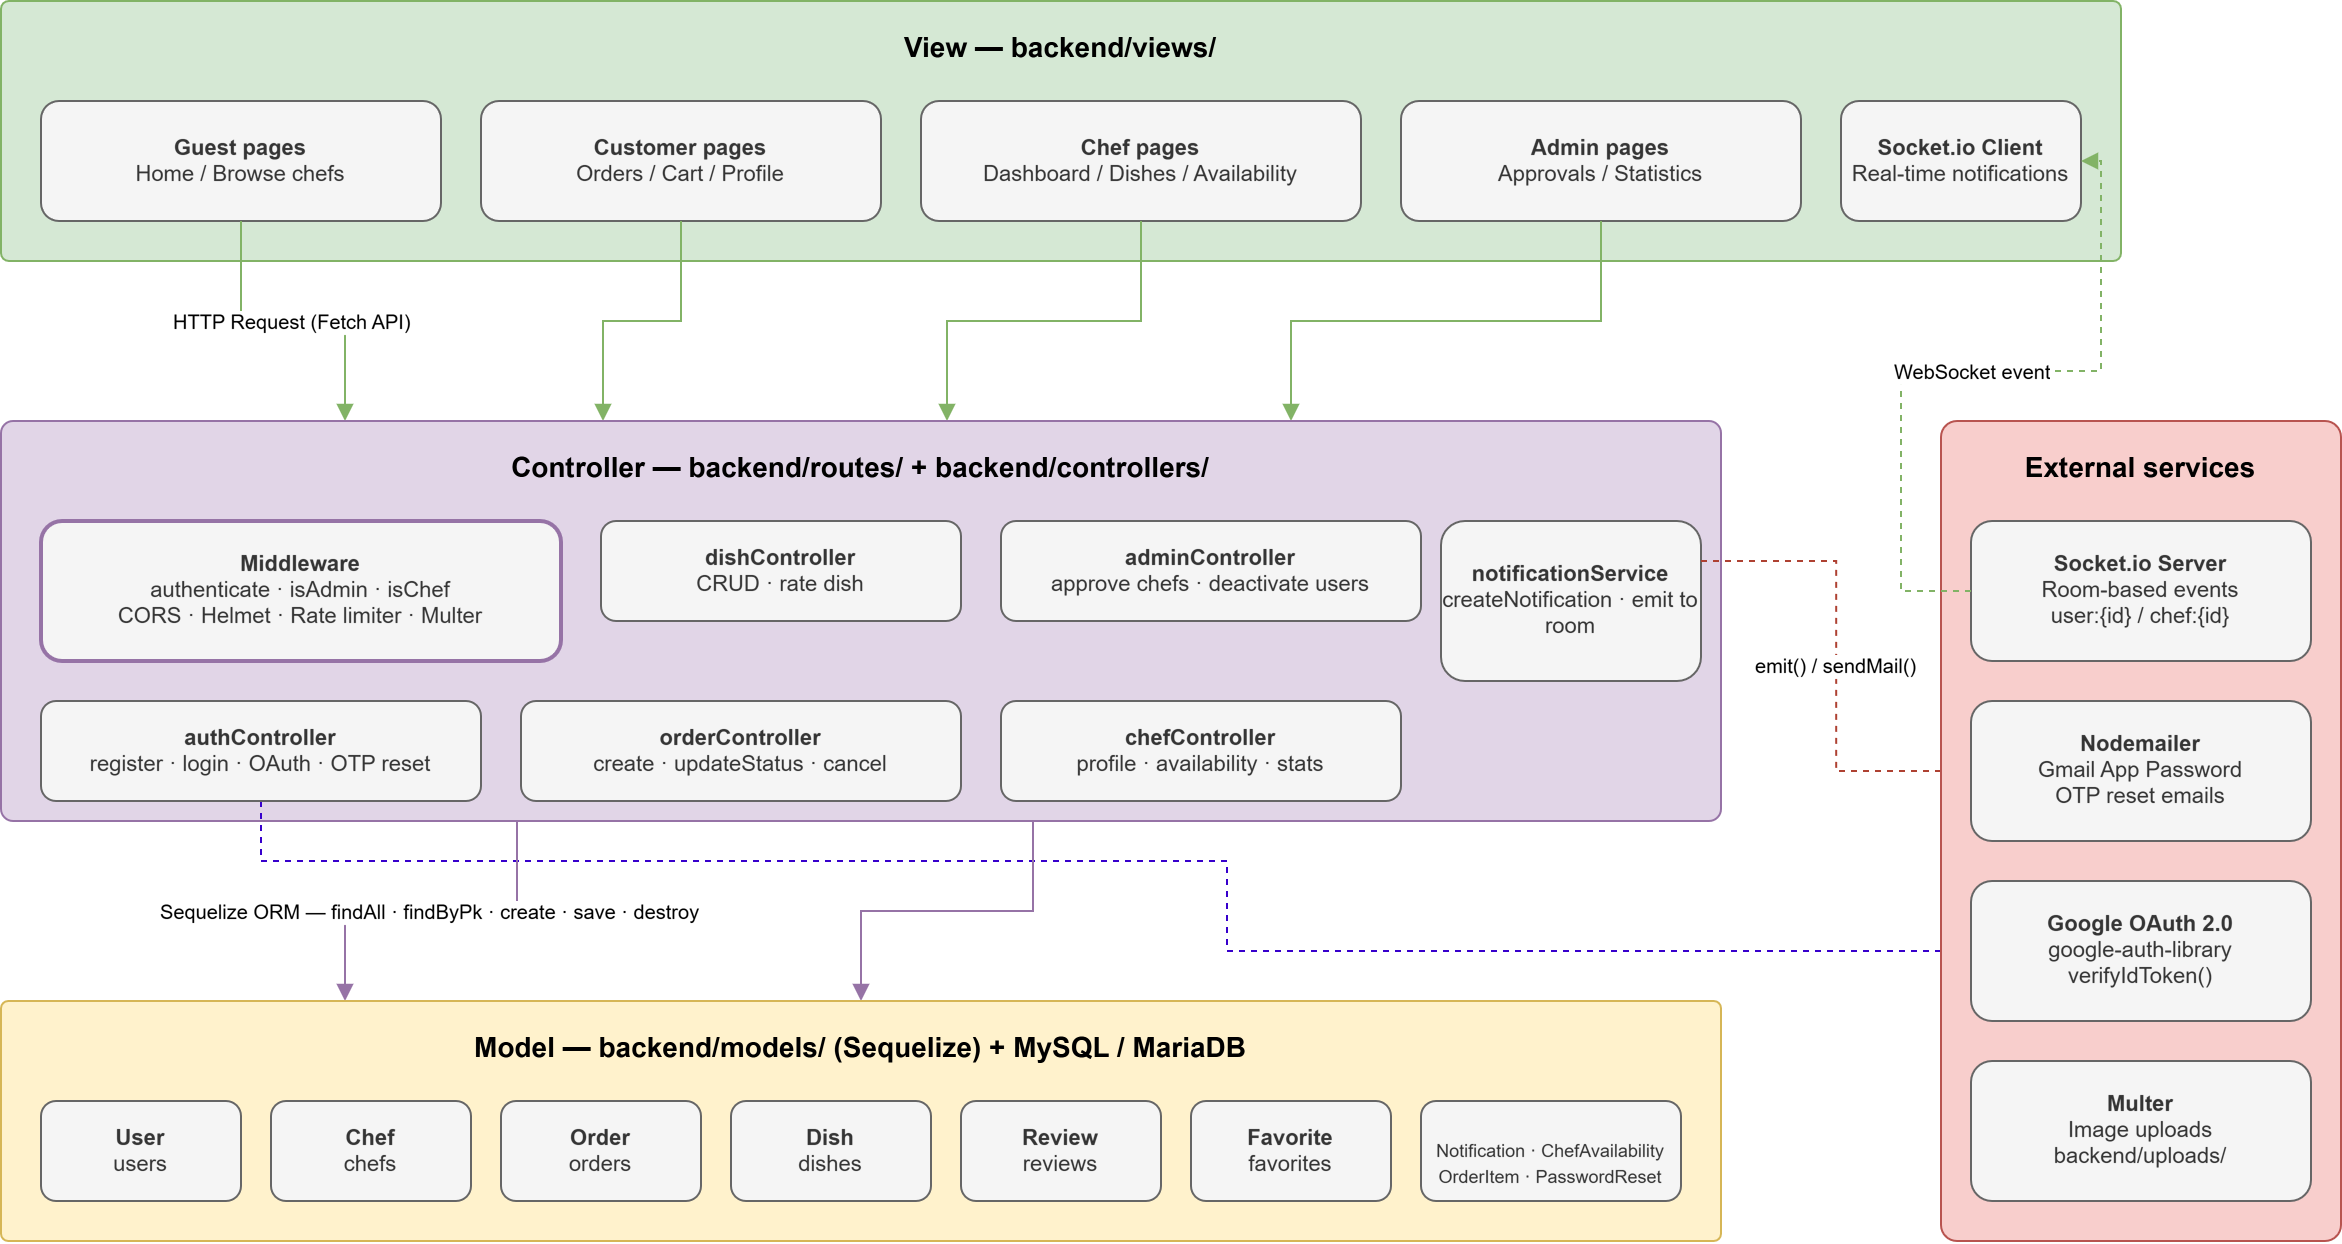 View — backend/views/
Guest pages
Home / Browse chefs
Customer pages
Orders / Cart / Profile
Chef pages
Dashboard / Dishes / Availability
Admin pages
Approvals / Statistics
Socket.io Client
Real-time notifications
HTTP Request (Fetch API)
WebSocket event
Controller — backend/routes/ + backend/controllers/
Middleware
authenticate · isAdmin · isChef
CORS · Helmet · Rate limiter · Multer
dishController
CRUD · rate dish
adminController
approve chefs · deactivate users
notificationService
createNotification · emit to
room
authController
register · login · OAuth · OTP reset
orderController
create · updateStatus · cancel
chefController
profile · availability · stats
emit() / sendMail()
External services
Socket.io Server
Room-based events
user:{id} / chef:{id}
Nodemailer
Gmail App Password
OTP reset emails
Google OAuth 2.0
google-auth-library
verifyIdToken()
Multer
Image uploads
backend/uploads/
Sequelize ORM — findAll · findByPk · create · save · destroy
Model — backend/models/ (Sequelize) + MySQL / MariaDB
User
users
Chef
chefs
Order
orders
Dish
dishes
Review
reviews
Favorite
favorites
Notification · ChefAvailability
OrderItem · PasswordReset